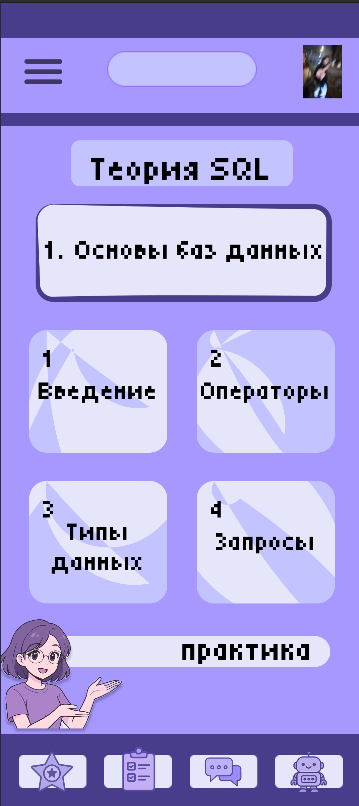 Теория SQL
1. Основы баз данных
1
Введение
2
Операторы
3
Типы
данных
4
Запросы
практика